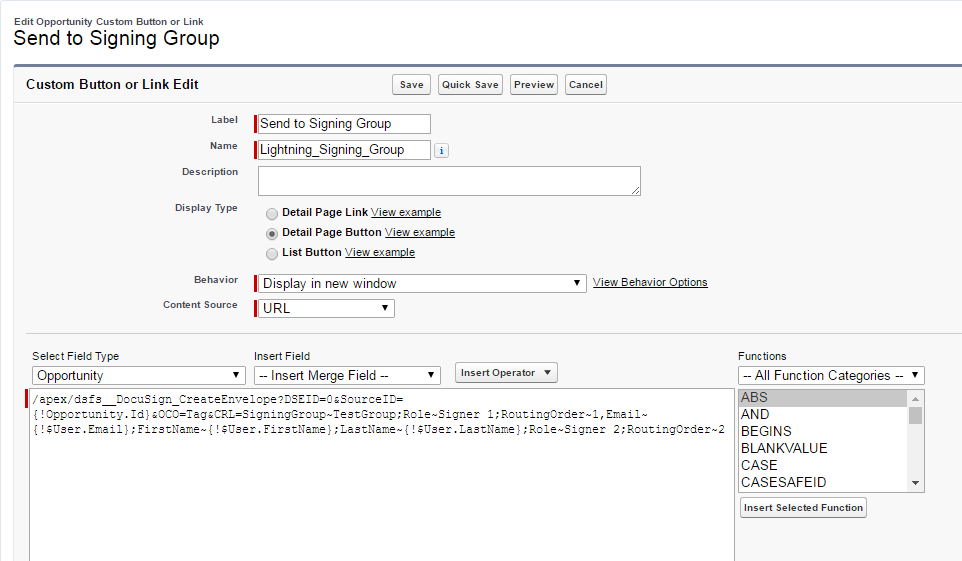 Edit Opportunity Custom Button or Link
Send to Signing Group
Custom Button or Link Edit
Save
Quick Save
Preview
Cancel
Label
Send to Signing Group
Name
Lightning_Signing_Group
i
Description
Display Type
Detail Page Link View example
Detail Page Button View example
List Button View example
Behavior
Display in new window
View Behavior Options
Content Source
URL
Select Field Type
Insert Field
Functions
Opportunity
-- Insert Merge Field --
Insert Operator
-- All Function Categories --
/apex/dsfs__DocuSign_CreateEnvelope?DSEID=0&SourceID=
{!Opportunity.Id}&OCO=Tag&CRL=SigningGroup~TestGroup;Role~Signer 1;RoutingOrder~1,Email~
{!$User.Email};FirstName~{!$User.FirstName};LastName~{!$User.LastName};Role~Signer 2;RoutingOrder~2
ABS
AND
BEGINS
BLANKVALUE
CASE
CASESAFEID
Insert Selected Function